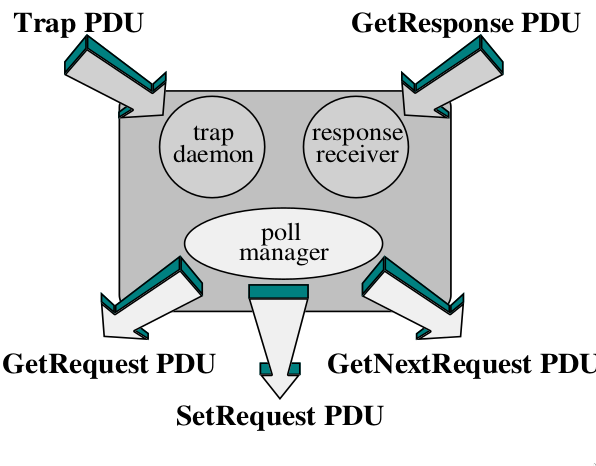 Trap PDU
GetResponse PDU
trap
daemon
response
receiver
poll
manager
GetRequest PDU
GetNextRequest PDU
SetRequest PDU